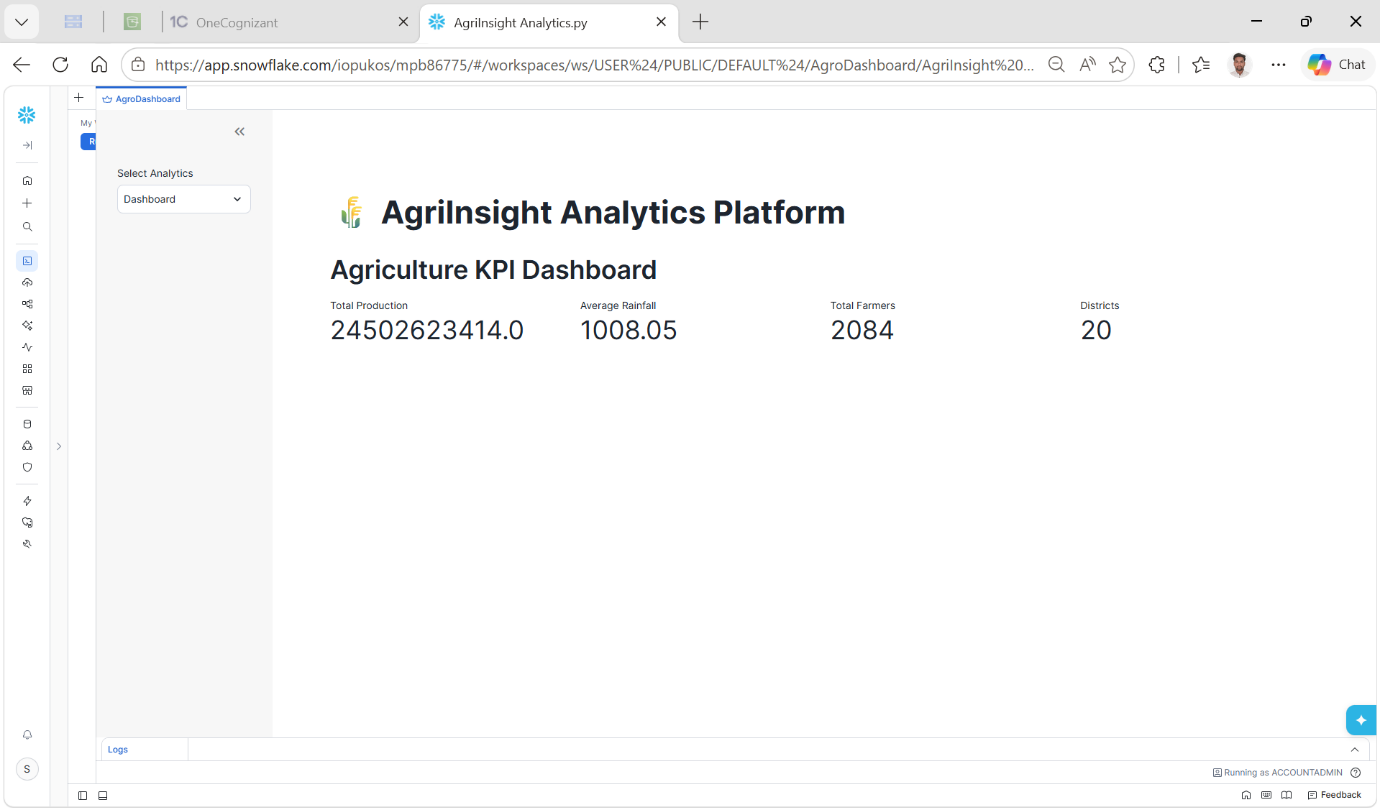 1C OneCognizant
AgriInsight Analytics.py
https://app.snowflake.com/iopukos/mpb86775/#/workspaces/ws/USER%24/PUBLIC/DEFAULT%24/AgroDashboard/AgriInsight%20...
Chat
AgroDashboard
My
R
Select Analytics
Dashboard
AgriInsight Analytics Platform
Agriculture KPI Dashboard
Total Production
24502623414.0
Average Rainfall
1008.05
Total Farmers
2084
Districts
20
Logs
S
Running as ACCOUNTADMIN
Feedback